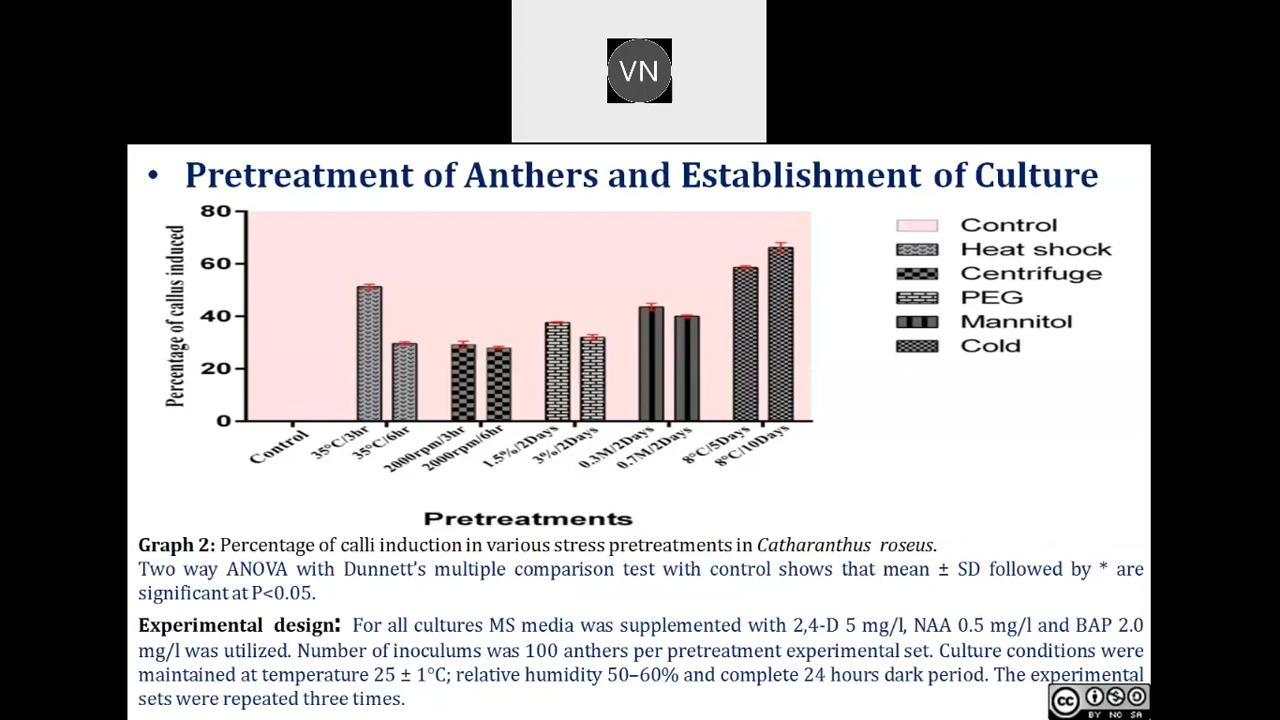 VN
• Pretreatment of Anthers and Establishment of Culture
80
60
40
20
0
Percentage of callus induced
Control
35°C/3hr
35°C/6hr
2000rpm/3hr
2000rpm/6hr
1.5%/2Days
3%/2Days
0.3M/2Days
0.7M/2Days
8°C/5Days
8°C/10Days
Pretreatments
Control
Heat shock
Centrifuge
PEG
Mannitol
Cold
Graph 2: Percentage of calli induction in various stress pretreatments in Catharanthus roseus.
Two way ANOVA with Dunnett’s multiple comparison test with control shows that mean ± SD followed by * are
significant at P<0.05.
Experimental design: For all cultures MS media was supplemented with 2,4-D 5 mg/l, NAA 0.5 mg/l and BAP 2.0
mg/l was utilized. Number of inoculums was 100 anthers per pretreatment experimental set. Culture conditions were
maintained at temperature 25 ± 1°C; relative humidity 50–60% and complete 24 hours dark period. The experimental
sets were repeated three times.
cc
BY NC SA